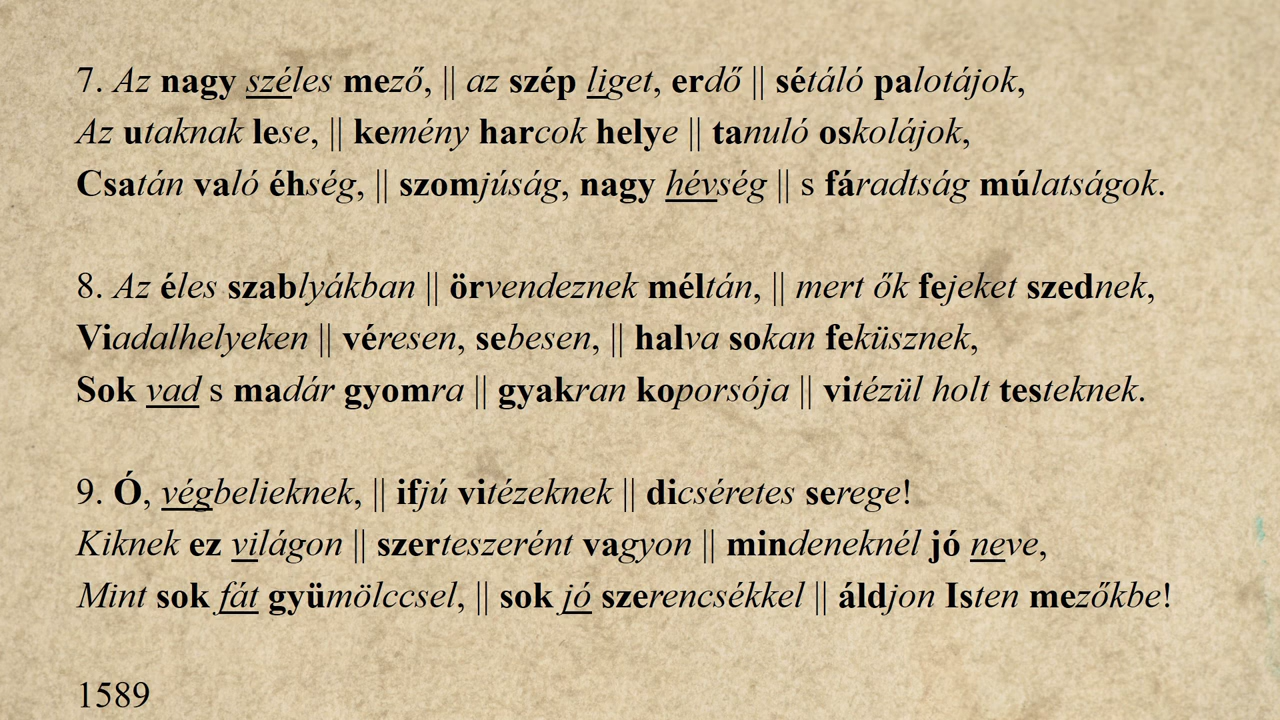 7. Az nagy széles mező, || az szép liget, erdő || sétáló palotájok,
Az utaknak lese, || kemény harcok helye || tanuló oskolájok,
Csatán való éhség, || szomjúság, nagy hévség || s fáradtság múlatságok.
8. Az éles szablyákban || örvendeznek méltán, || mert ők fejeket szednek,
Viadalhelyeken || véresen, sebesen, || halva sokan feküsznek,
Sok vad s madár gyomra || gyakran koporsója || vitézül holt testeknek.
9. Ó, végbelieknek, || ifjú vitézeknek || dicséretes serege!
Kiknek ez világon || szerteszerént vagyon || mindeneknél jó neve,
Mint sok fát gyümölccsel, || sok jó szerencsékkel || áldjon Isten mezőkbe!
1589